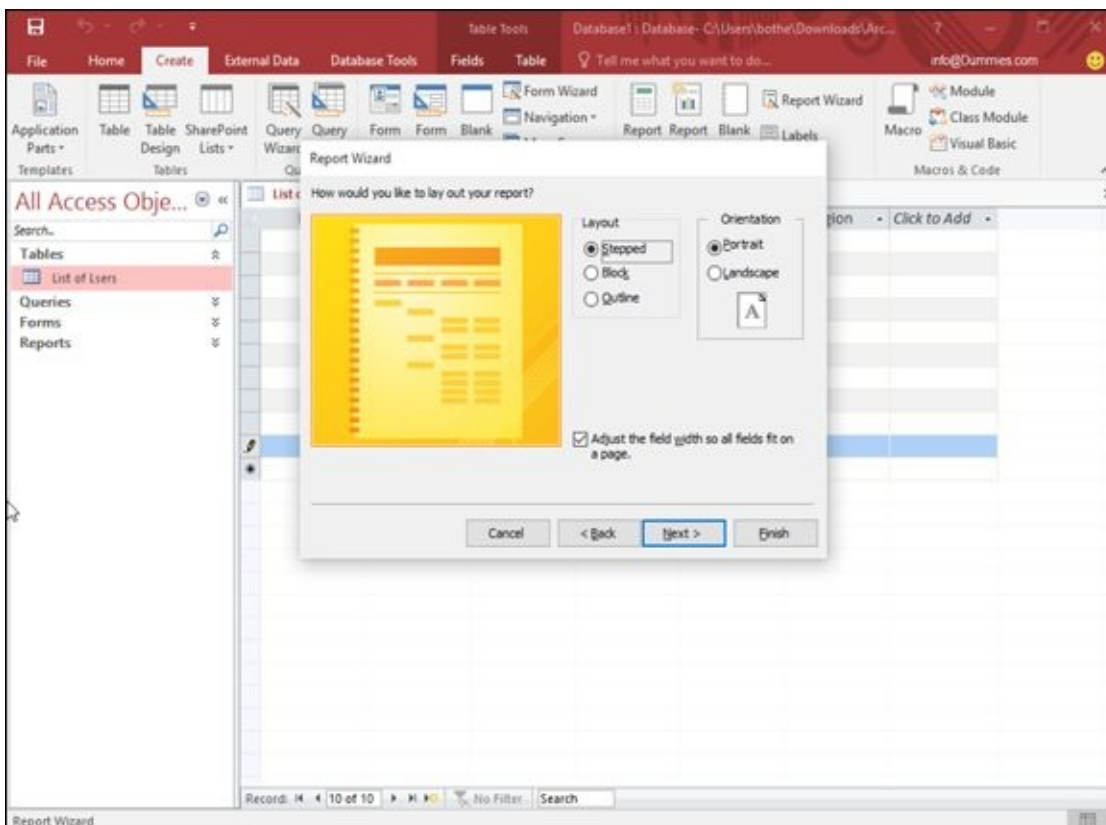 Table Tools
Database1 : Database- C:\Users\bothe\Downloads\Arc...
?
File
Home
Create
External Data
Database Tools
Fields
Table
Tell me what you want to do...
info@Dummies.com
Application Parts
Table
Table Design
SharePoint Lists
Query
Query
Form
Form
Blank
Form Wizard
Navigation
Report
Report
Blank
Report Wizard
Labels
Macro
Module
Class Module
Visual Basic
Templates
Tables
Macros & Code
All Access Obje...
Search..
Tables
List of Lsers
Queries
Forms
Reports
Click to Add
Report Wizard
How would you like to lay out your report?
Layout
Stepped
Block
Outline
Orientation
Portrait
Landscape
A
Adjust the field width so all fields fit on
a page.
Cancel
< Back
Next >
Finish
Record:
10 of 10
No Filter
Search
Report Wizard